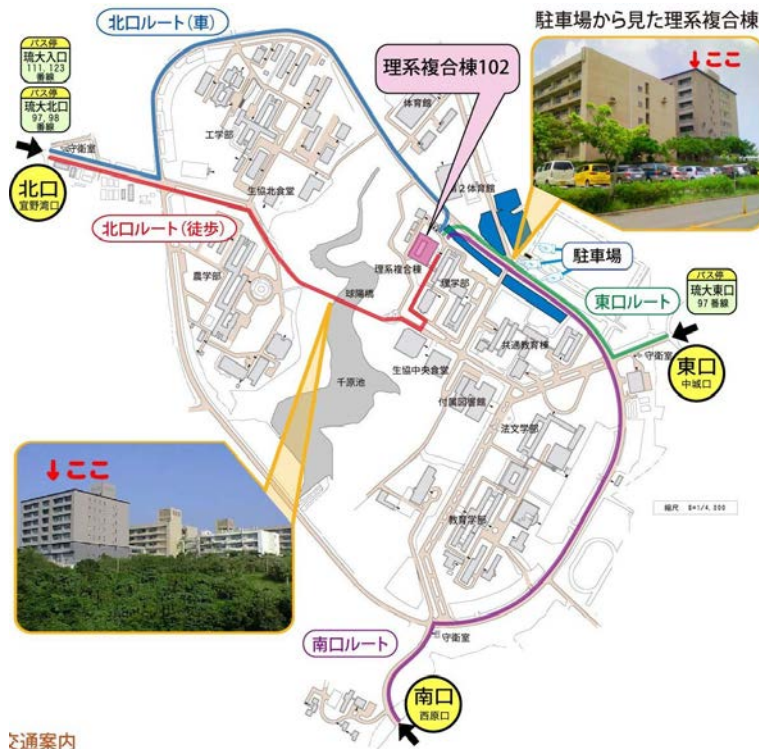 北口ルート(車)
駐車場から見た理系複合棟
↓ここ
バス停
琉大入口
111, 123
番線
バス停
琉大北口
97, 98
番線
理系複合棟102
体育館
工学部
守衛室
北口
宜野湾口
生協北食堂
第2体育館
北口ルート(徒歩)
駐車場
理系複合棟
理学部
農学部
球陽橋
東口ルート
バス停
琉大東口
97番線
共通教育棟
守衛室
東口
中城口
生協中央食堂
千原池
付属図書館
法文学部
↓ここ
縮尺 S=1/4,000
教育学部
南口ルート
守衛室
南口
西原口
交通案内